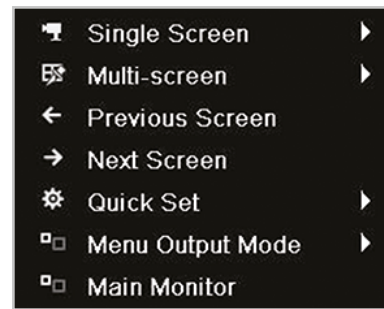 Single Screen
Multi-screen
Previous Screen
Next Screen
Quick Set
Menu Output Mode
Main Monitor